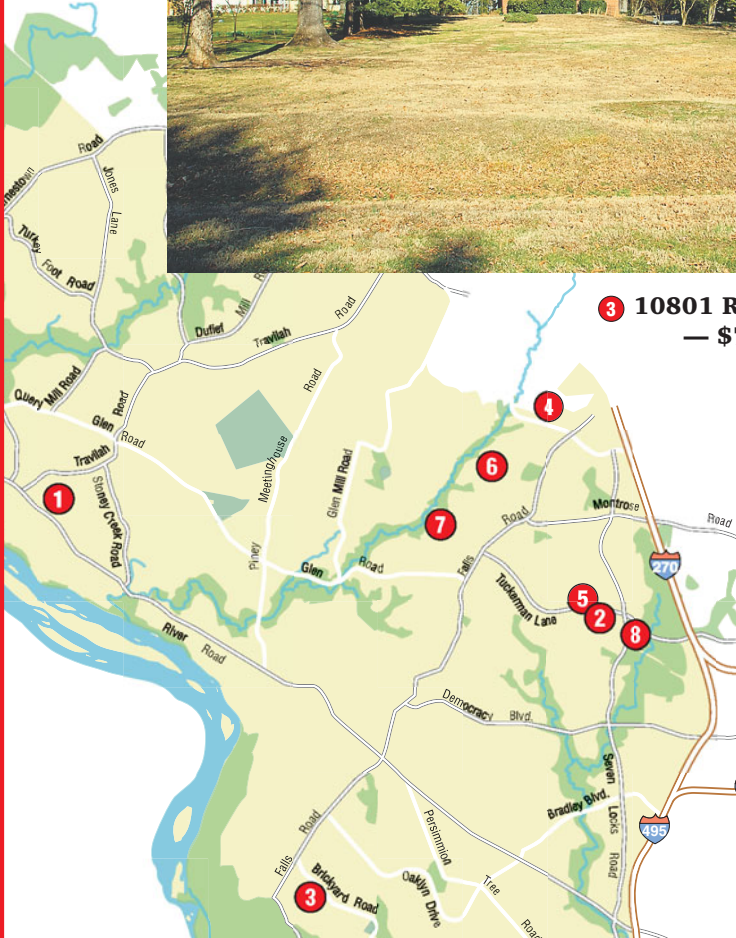 Road
Jones
Lane
Turkey
Foot Road
Dufief
Mill
Travilah
Road
3 10801
— $
Query Mill Road
Glen
Road
Road
Travilah
Stoney Creek Road
1
Piney
Meetinghouse
Road
Glen Mill Road
4
6
7
Glen
Road
Falls
Road
Montrose
Road
270
Tuckerman Lane
5
2
8
River
Road
Democracy
Blvd.
Seven
Locks
Road
Bradley Blvd.
495
Persimmion
Tree
Road
Falls
Road
Brickyard Road
3
Oaklyn Drive